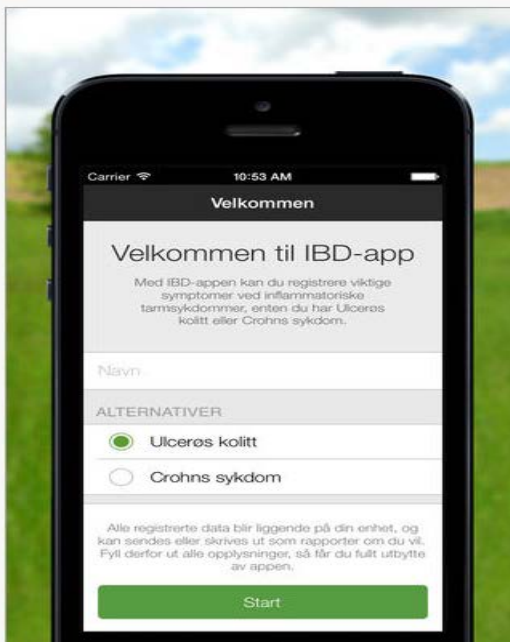 Carrier
10:53 AM
Velkommen
Velkommen til IBD-app
Med IBD-appen kan du registrere viktige
symptomer ved inflammatoriske
tarmsykdommer, enten du har Ulcerøs
kolitt eller Crohns sykdom.
Navn
ALTERNATIVER
Ulcerøs kolitt
Crohns sykdom
Alle registrerte data blir liggende på din enhet, og
kan sendes eller skrives ut som rapporter om du vil.
Fyll derfor ut alle opplysninger, så får du fullt utbytte
av appen.
Start